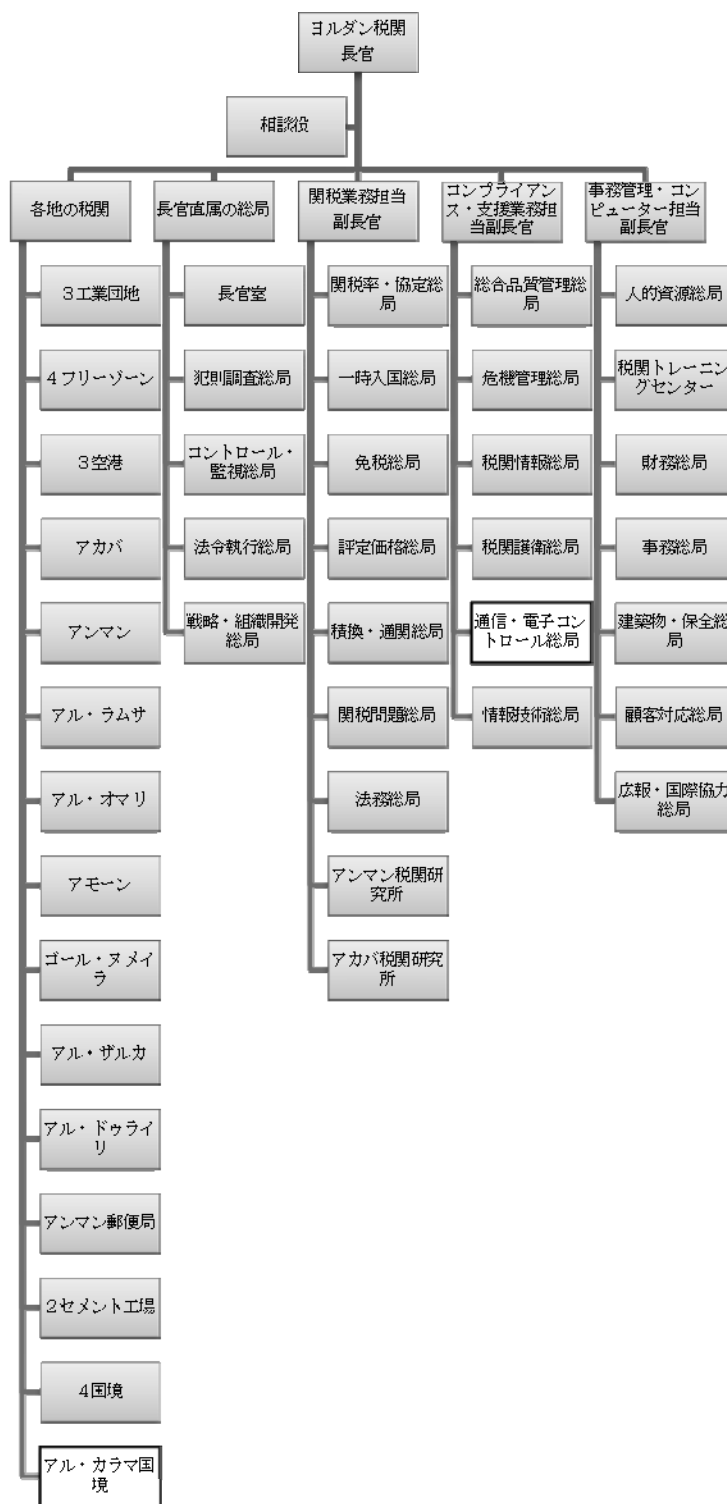 ヨルダン税関
長官
相談役
各地の税関
長官直属の総局
関税業務担当
副長官
コンプライアン
ス・支援業務担
当副長官
事務管理・コン
ピューター担当
副長官
3工業団地
4フリーゾーン
3空港
アカバ
アンマン
アル・ラムサ
アル・オマリ
アモーン
ゴール・ヌメイ
ラ
アル・ザルカ
アル・ドゥライ
リ
アンマン郵便局
2セメント工場
4国境
アル・カラマ国
境
長官室
犯則調査総局
コントロール・
監視総局
法令執行総局
戦略・組織開発
総局
関税率・協定総
局
一時入国総局
免税総局
評定価格総局
積換・通関総局
関税問題総局
法務総局
アンマン税関研
究所
アカバ税関研究
所
総合品質管理総
局
危機管理総局
税関情報総局
税関護衛総局
通信・電子コン
トロール総局
情報技術総局
人的資源総局
税関トレーニン
グセンター
財務総局
事務総局
建築物・保全総
局
顧客対応総局
広報・国際協力
総局